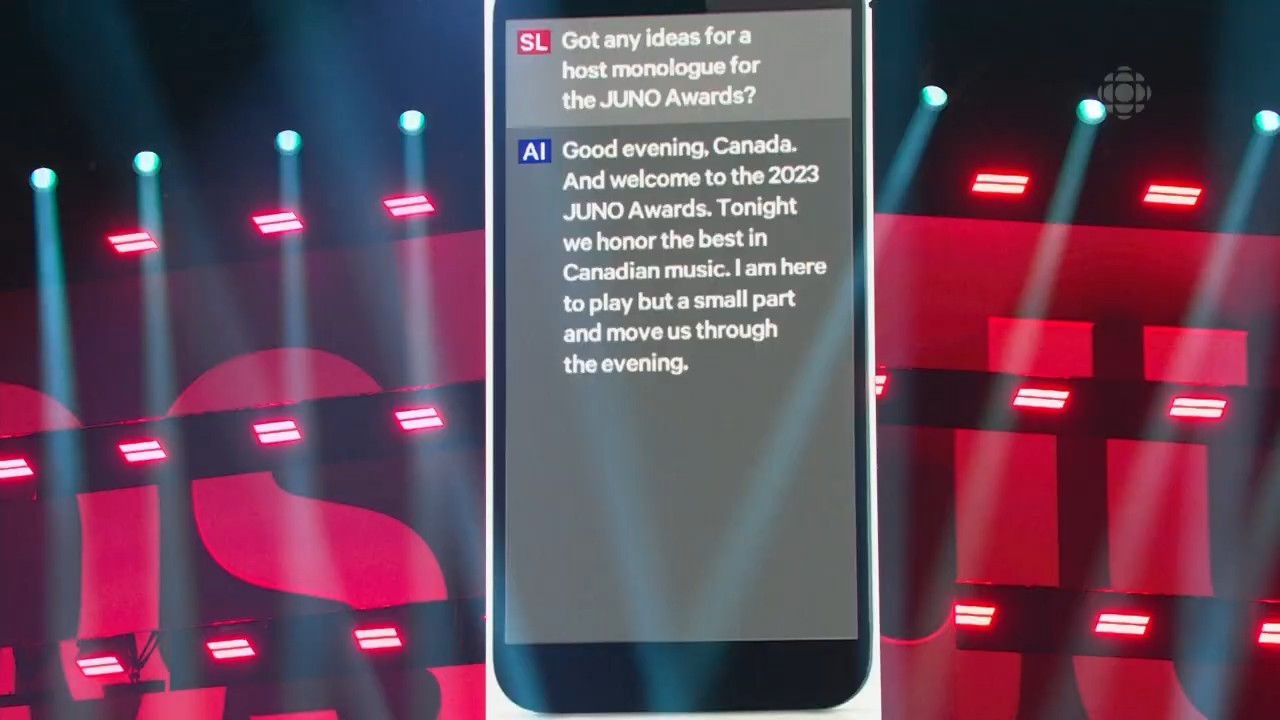 SL Got any ideas for a
host monologue for
the JUNO Awards?
AI Good evening, Canada.
And welcome to the 2023
JUNO Awards. Tonight
we honor the best in
Canadian music. I am here
to play but a small part
and move us through
the evening.